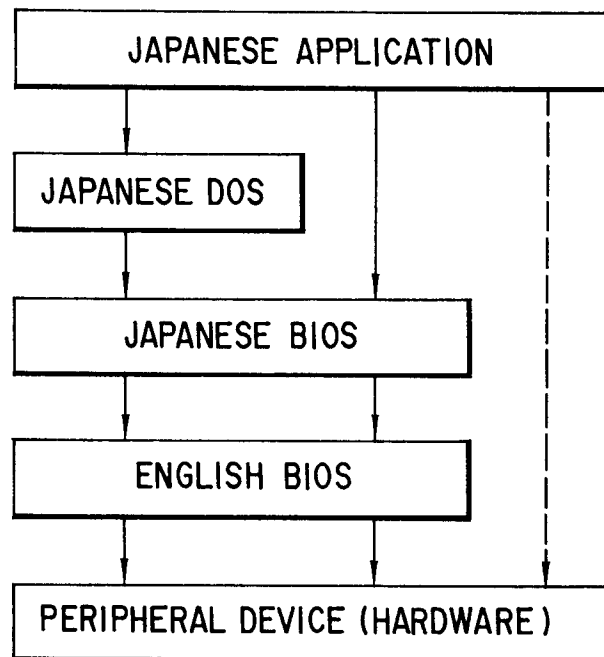 JAPANESE APPLICATION
JAPANESE DOS
JAPANESE BIOS
ENGLISH BIOS
PERIPHERAL DEVICE (HARDWARE)